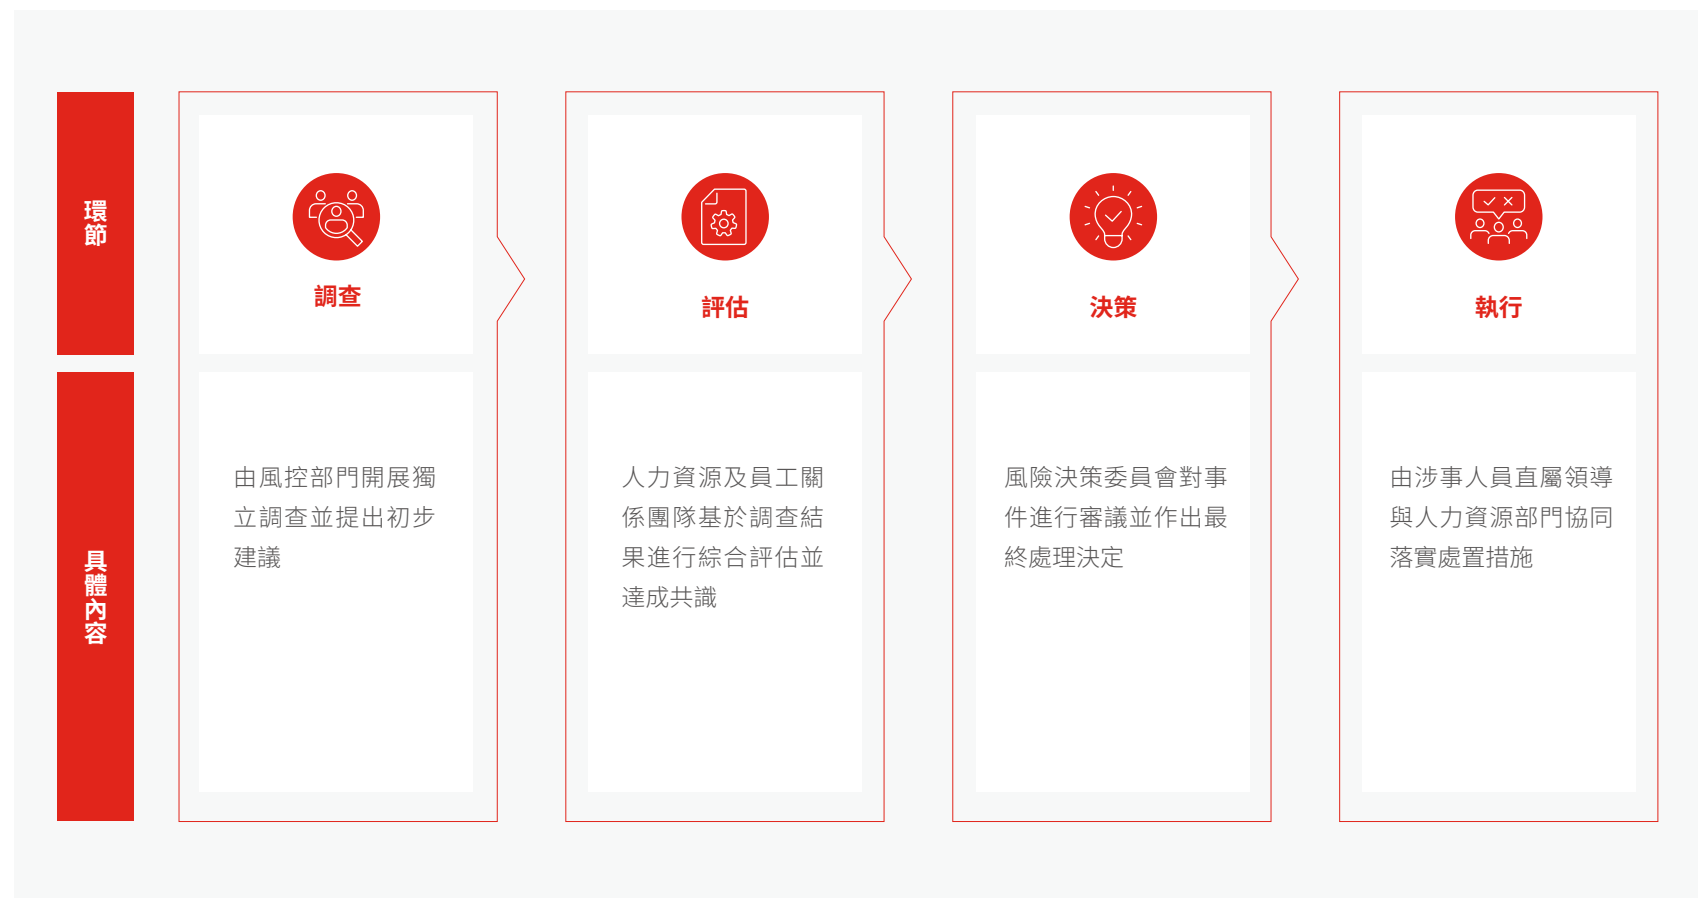 環節
調查
評估
決策
執行
具體內容
由風控部門開展獨
立調查並提出初步
建議
人力資源及員工關
係團隊基於調查結
果進行綜合評估並
達成共識
風險決策委員會對事
件進行審議並作出最
終處理決定
由涉事人員直屬領導
與人力資源部門協同
落實處置措施